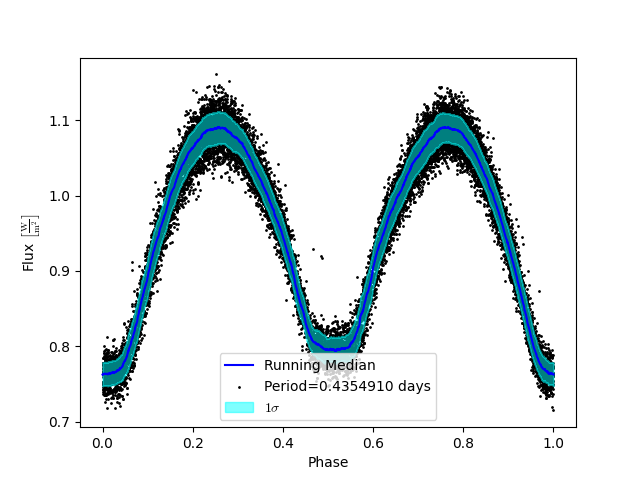 1.1
1.0
0.9
0.8
0.7
Flux [W/m²]
Running Median
Period=0.4354910 days
1σ
0.0 0.2 0.4 0.6 0.8 1.0
Phase